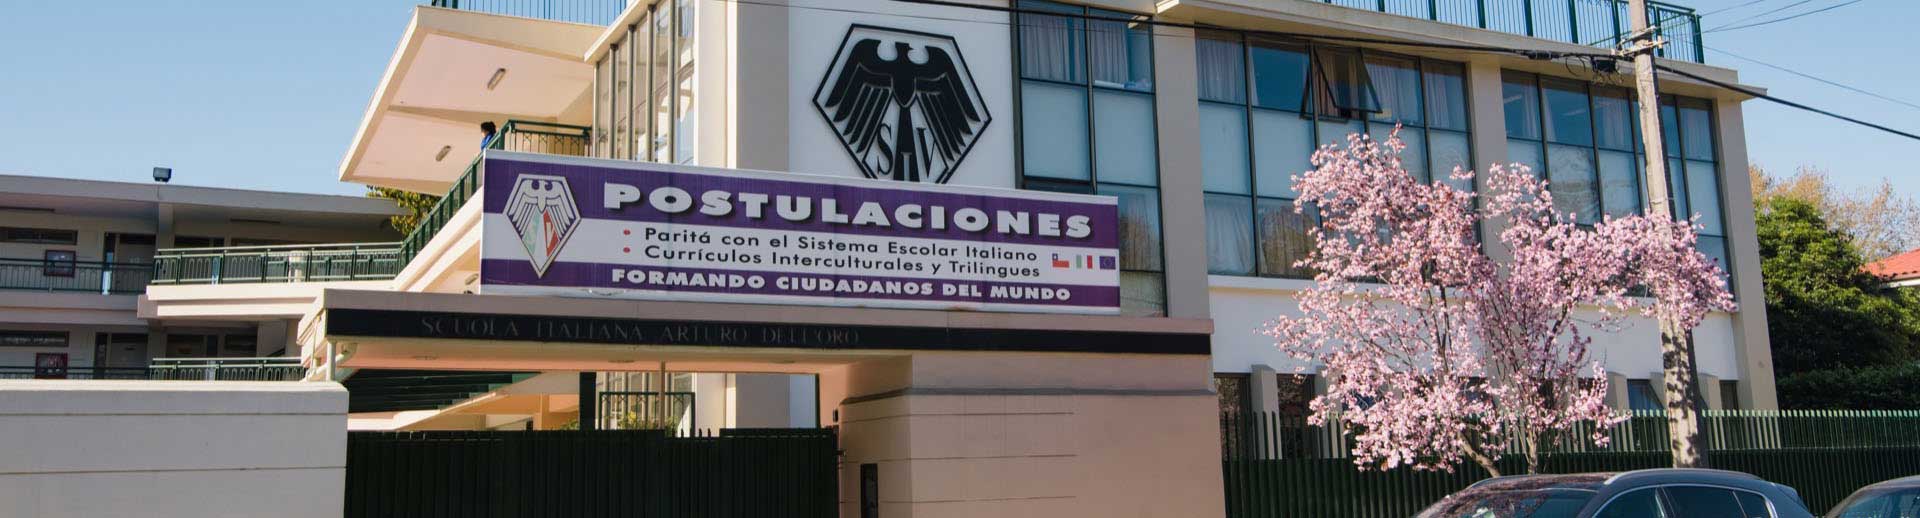 SIV
POSTULACIONES
• Paritá con el Sistema Escolar Italiano
• Currículos Interculturales y Trilingues
FORMANDO CIUDADANOS DEL MUNDO
SCUOLA ITALIANA ARTURO DELL'ORO